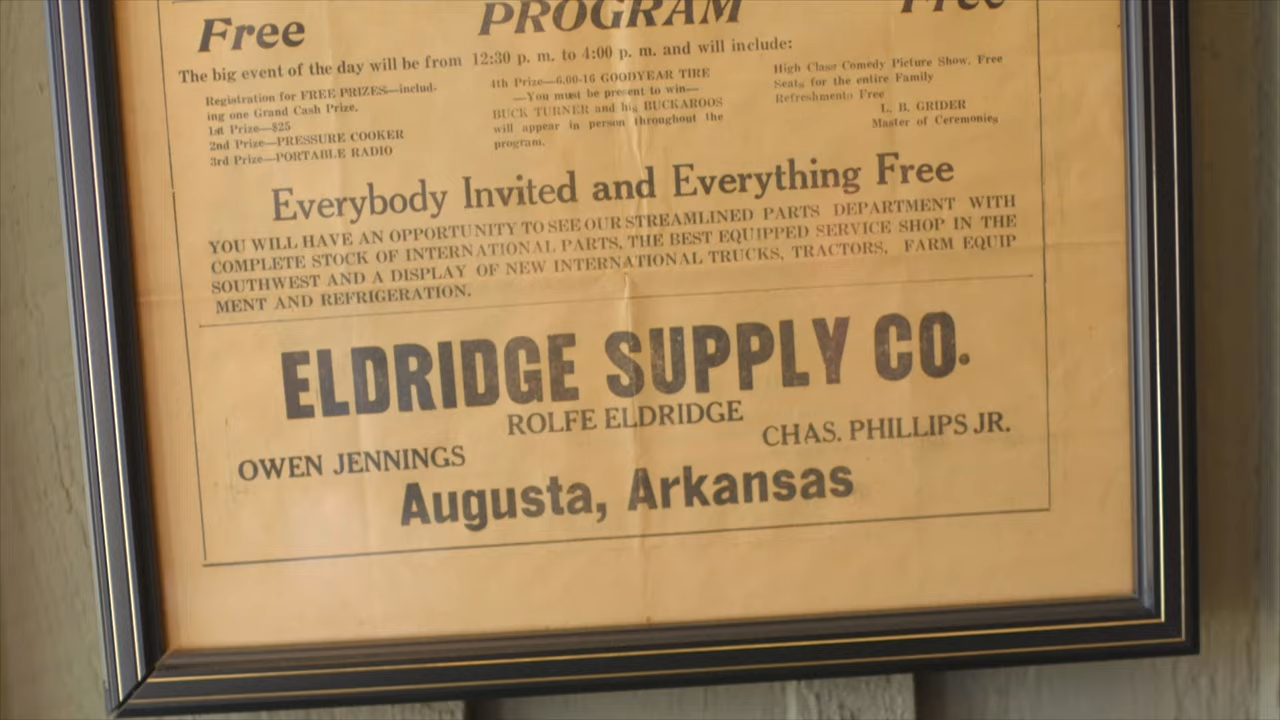 Free PROGRAM Free
The big event of the day will be from 12:30 p. m. to 4:00 p. m. and will include:
Registration for FREE PRIZES—includ-
ing one Grand Cash Prize.
1st Prize—$25
2nd Prize—PRESSURE COOKER
3rd Prize—PORTABLE RADIO
4th Prize—6.00-16 GOODYEAR TIRE
—You must be present to win—
BUCK TURNER and his BUCKAROOS
will appear in person throughout the
program.
High Class Comedy Picture Show. Free
Seats for the entire Family
Refreshments Free
L. B. GRIDER
Master of Ceremonies
Everybody Invited and Everything Free
YOU WILL HAVE AN OPPORTUNITY TO SEE OUR STREAMLINED PARTS DEPARTMENT WITH
COMPLETE STOCK OF INTERNATIONAL PARTS, THE BEST EQUIPPED SERVICE SHOP IN THE
SOUTHWEST AND A DISPLAY OF NEW INTERNATIONAL TRUCKS, TRACTORS, FARM EQUIP
MENT AND REFRIGERATION.
ELDRIDGE SUPPLY CO.
ROLFE ELDRIDGE
OWEN JENNINGS
CHAS. PHILLIPS JR.
Augusta, Arkansas